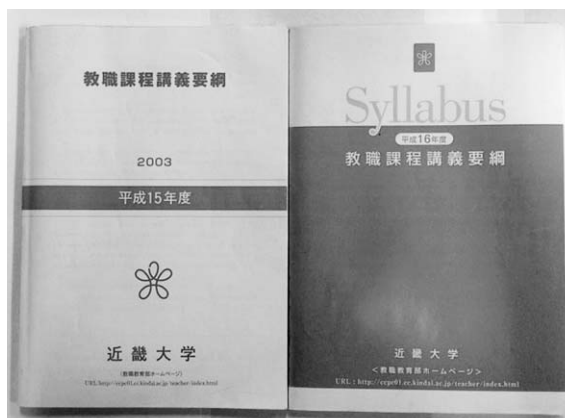 教職課程講義要綱
2003
平成15年度
近畿大学
〈教職教育部ホームページ〉
URL:http://ccpe01.cc.kindai.ac.jp/teacher/index.html
Syllabus
平成16年度
教職課程講義要綱
近畿大学
<教職教育部ホームページ>
URL：http://ccpe01.cc.kindai.ac.jp/teacher/index.html